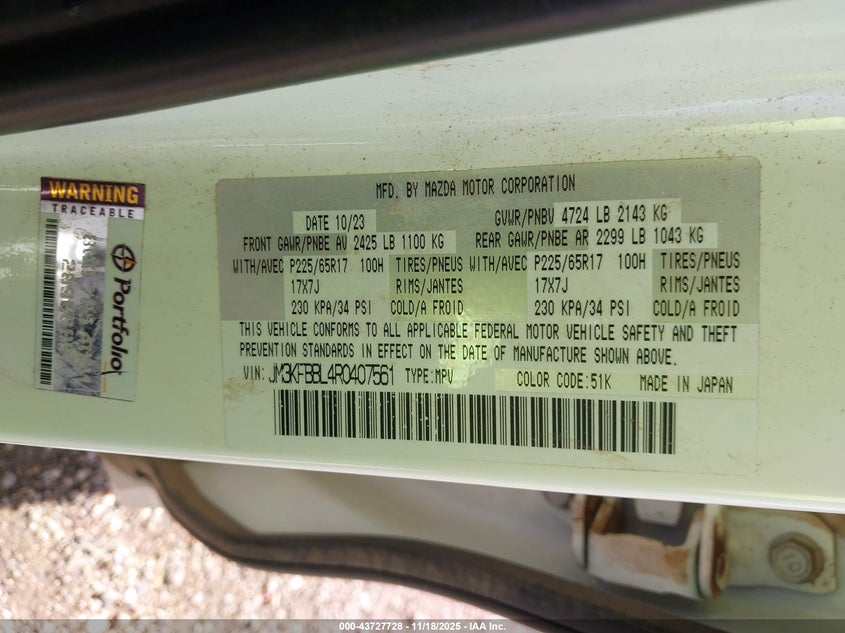 WARNING
TRACEABLE
Portfolio
MFD. BY MAZDA MOTOR CORPORATION
DATE 10/23 GVWR/PNBV 4724 LB 2143 KG
FRONT GAWR/PNBE AV 2425 LB 1100 KG REAR GAWR/PNBE AR 2299 LB 1043 KG
WITH/AVEC P225/65R17 100H TIRES/PNEUS WITH/AVEC P225/65R17 100H TIRES/PNEUS
17X7J RIMS/JANTES 17X7J RIMS/JANTES
230 KPA/34 PSI COLD/A FROID 230 KPA/34 PSI COLD/A FROID
THIS VEHICLE CONFORMS TO ALL APPLICABLE FEDERAL MOTOR VEHICLE SAFETY AND THEFT
PREVENTION STANDARDS IN EFFECT ON THE DATE OF MANUFACTURE SHOWN ABOVE.
VIN: JM3KFBBL4R0407561 TYPE:MPV COLOR CODE:51K MADE IN JAPAN
000-43727728 - 11/18/2025 - IAA Inc.